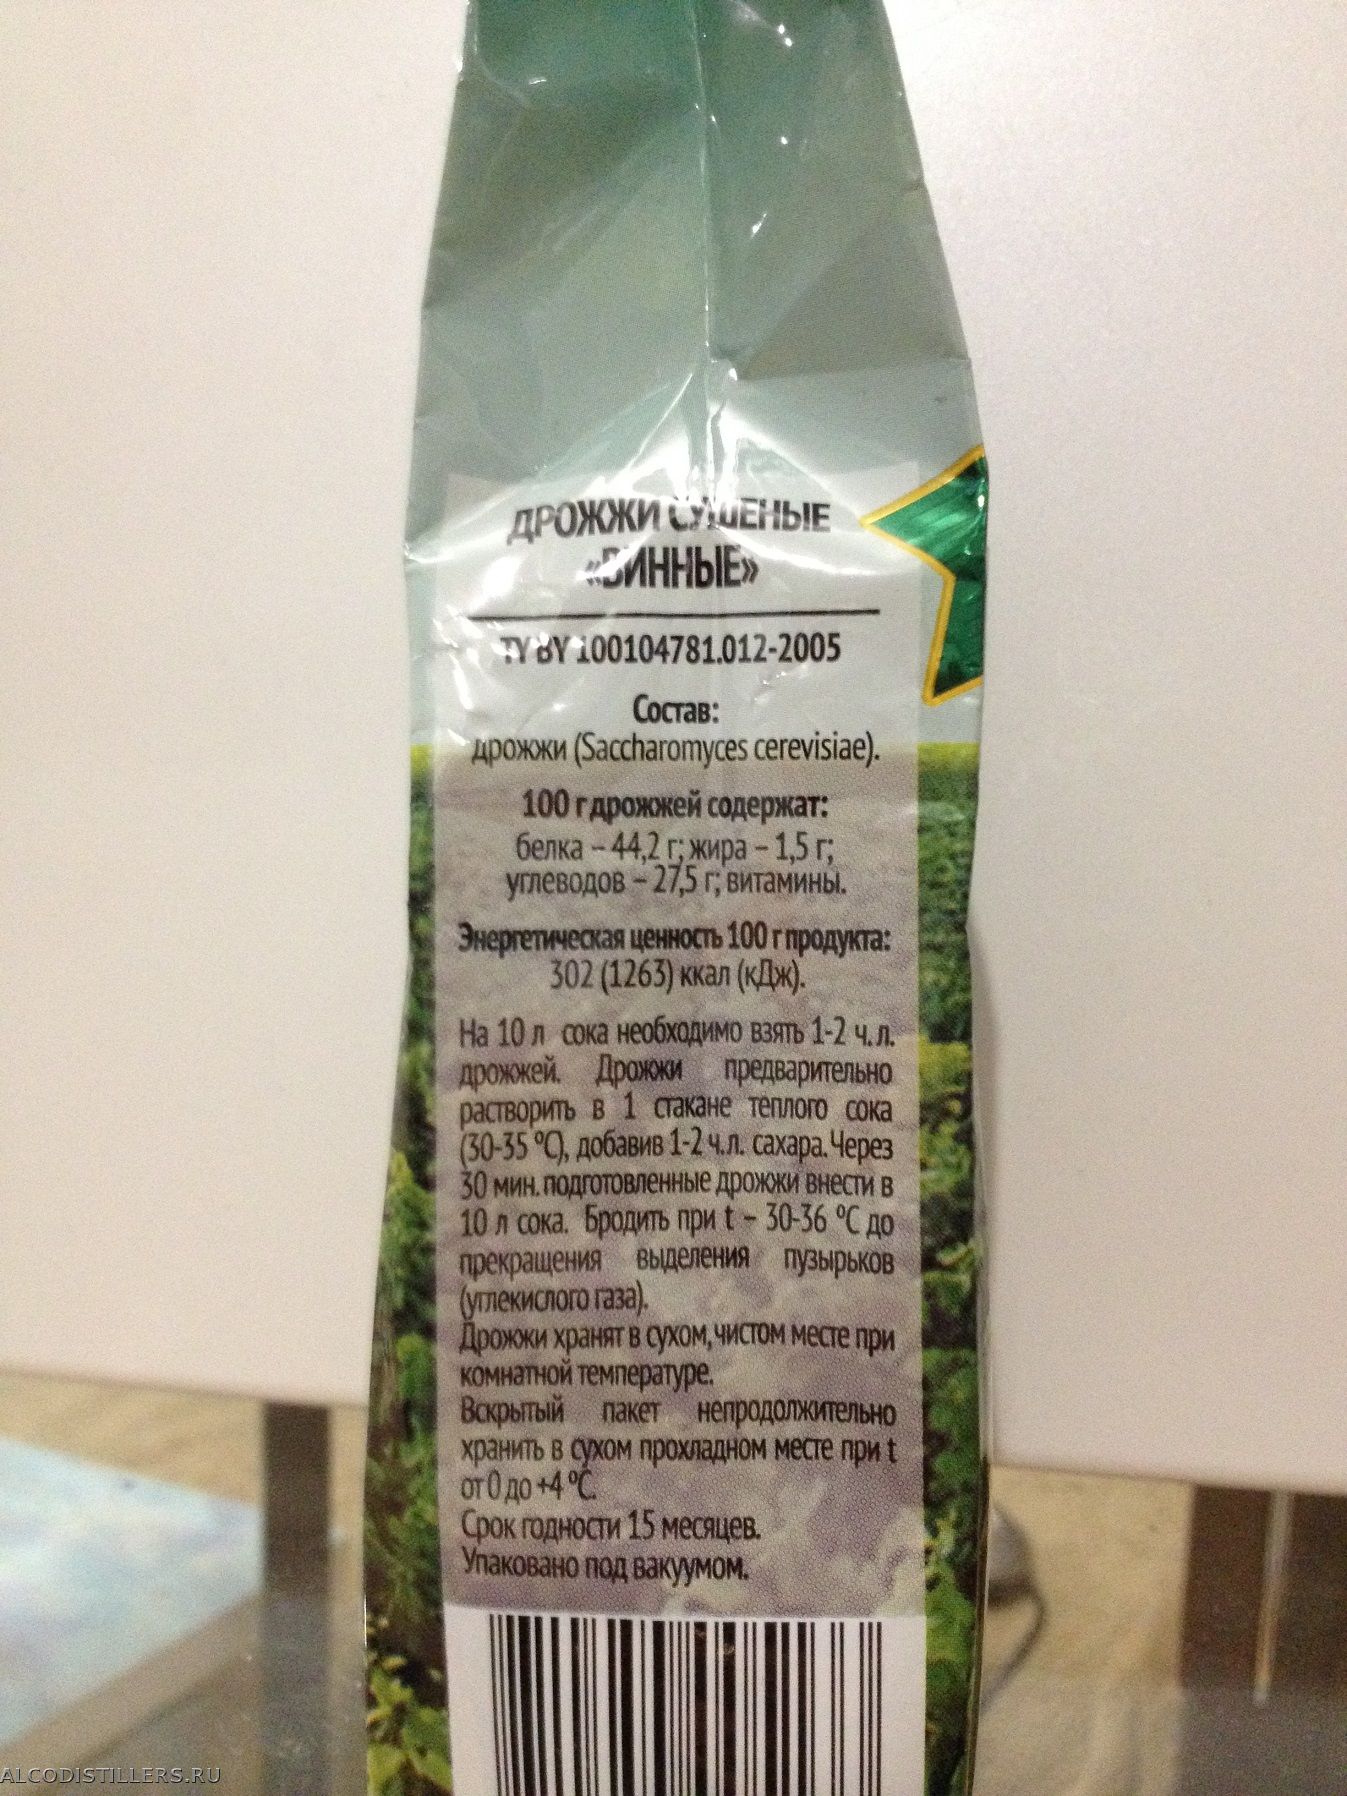 ДРОЖЖИ СУШЕНЫЕ
«ВИННЫЕ»
ТУ BY 100104781.012-2005
Состав:
дрожжи (Saccharomyces cerevisiae).
100 г дрожжей содержат:
белка – 44,2 г; жира – 1,5 г;
углеводов – 27,5 г; витамины.
Энергетическая ценность 100 г продукта:
302 (1263) ккал (кДж).
На 10 л сока необходимо взять 1-2 ч.л.
дрожжей. Дрожжи предварительно
растворить в 1 стакане теплого сока
(30-35 ºС), добавив 1-2 ч.л. сахара. Через
30 мин. подготовленные дрожжи внести в
10 л сока. Бродить при t – 30-36 ºС до
прекращения выделения пузырьков
(углекислого газа).
Дрожжи хранят в сухом, чистом месте при
комнатной температуре.
Вскрытый пакет непродолжительно
хранить в сухом прохладном месте при t
от 0 до +4 ºС.
Срок годности 15 месяцев.
Упаковано под вакуумом.
ALCODISTILLERS.RU